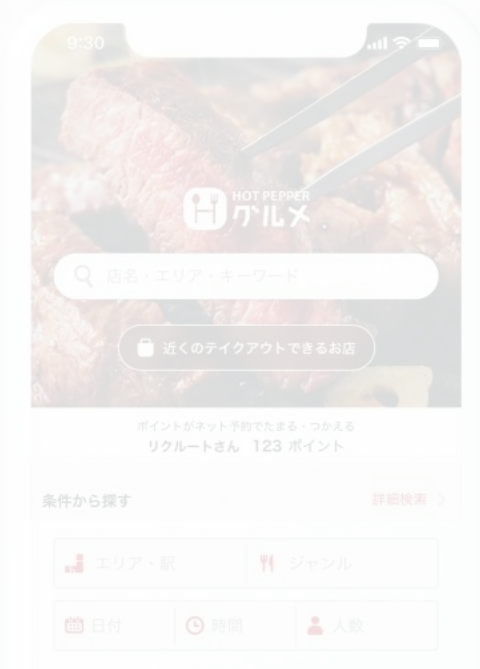 9:30
HOT PEPPER
グルメ
店名・エリア・キーワード
近くのテイクアウトできるお店
ポイントがネット予約でたまる・つかえる
リクルートさん 123 ポイント
条件から探す 詳細検索
エリア・駅 ジャンル
日付 時間 人数